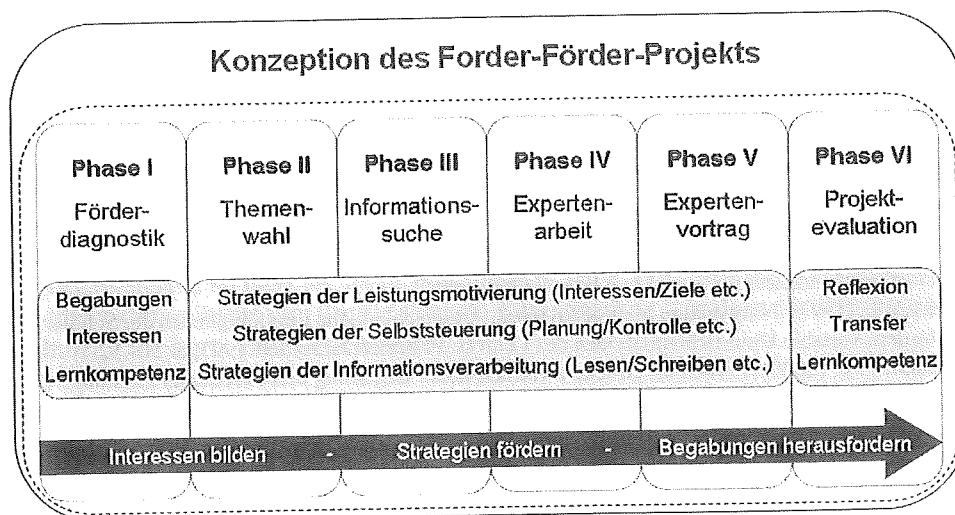 Konzeption des Forder-Förder-Projekts
Phase I
Förder-
diagnostik
Phase II
Themen-
wahl
Phase III
Informations-
suche
Phase IV
Experten-
arbeit
Phase V
Experten-
vortrag
Phase VI
Projekt-
evaluation
Begabungen
Interessen
Lernkompetenz
Strategien der Leistungsmotivierung (Interessen/Ziele etc.)
Strategien der Selbststeuerung (Planung/Kontrolle etc.)
Strategien der Informationsverarbeitung (Lesen/Schreiben etc.)
Reflexion
Transfer
Lernkompetenz
Interessen bilden - Strategien fördern - Begabungen herausfordern